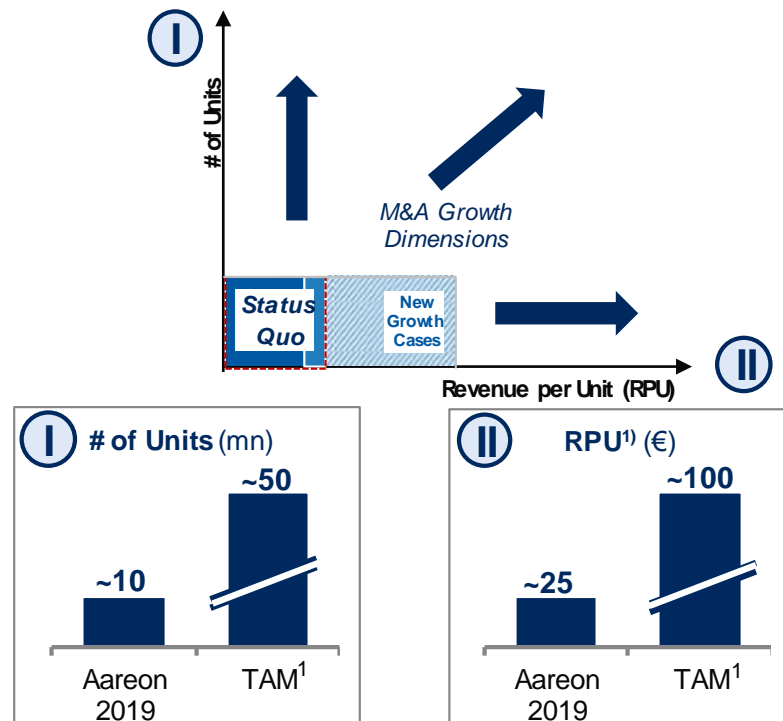 I
# of Units
M&A Growth
Dimensions
Status
Quo
New
Growth
Cases
II
Revenue per Unit (RPU)
I # of Units (mn)
~50
~10
Aareon
2019
TAM¹
II RPU¹⁾ (€)
~100
~25
Aareon
2019
TAM¹